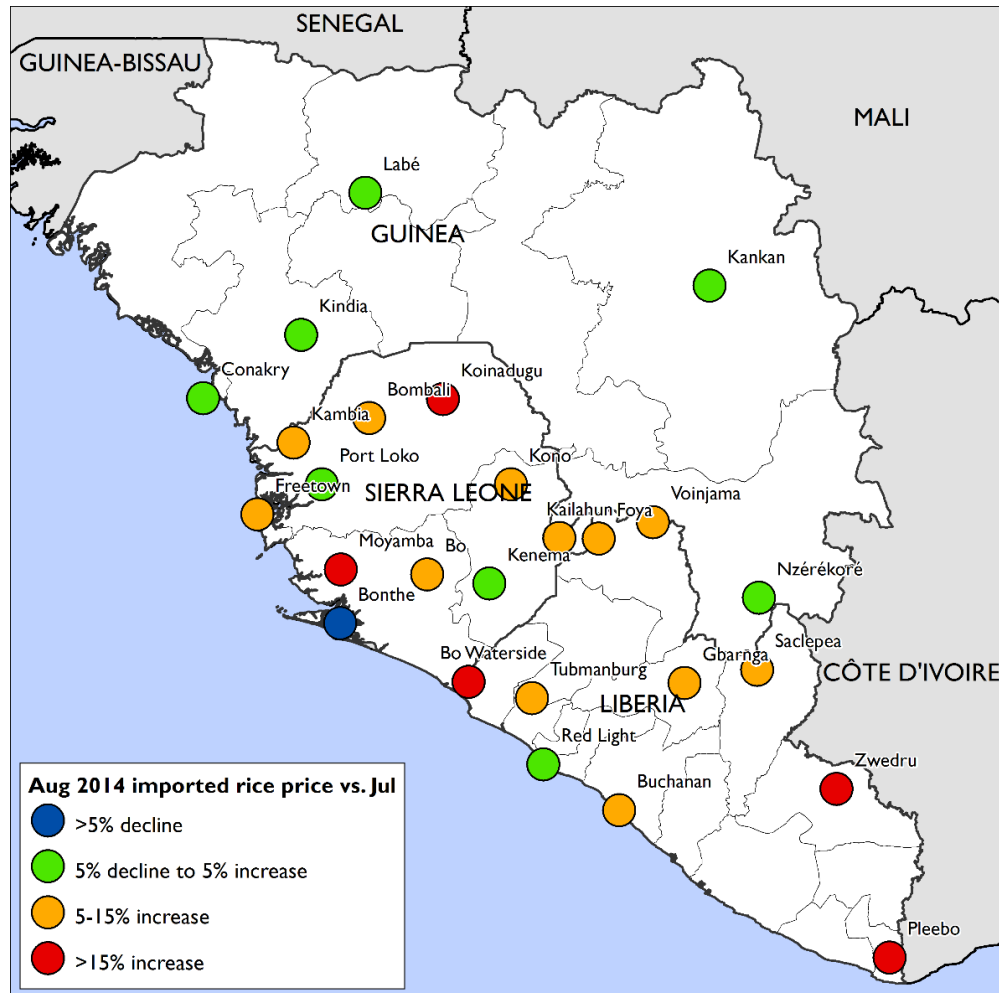 SENEGAL
GUINEA-BISSAU
MALI
Labé
GUINEA
Kankan
Kindia
Conakry
Koinadugu
Bombali
Kambia
Port Loko
Kono
Freetown
SIERRA LEONE
Voinjama
Kailahun
Foya
Moyamba
Bo
Kenema
Nzérékoré
Bonthe
Saclepea
Bo Waterside
Tubmanburg
Gbarnga
CÔTE D'IVOIRE
LIBERIA
Red Light
Zwedru
Buchanan
Pleebo
Aug 2014 imported rice price vs. Jul
>5% decline
5% decline to 5% increase
5-15% increase
>15% increase